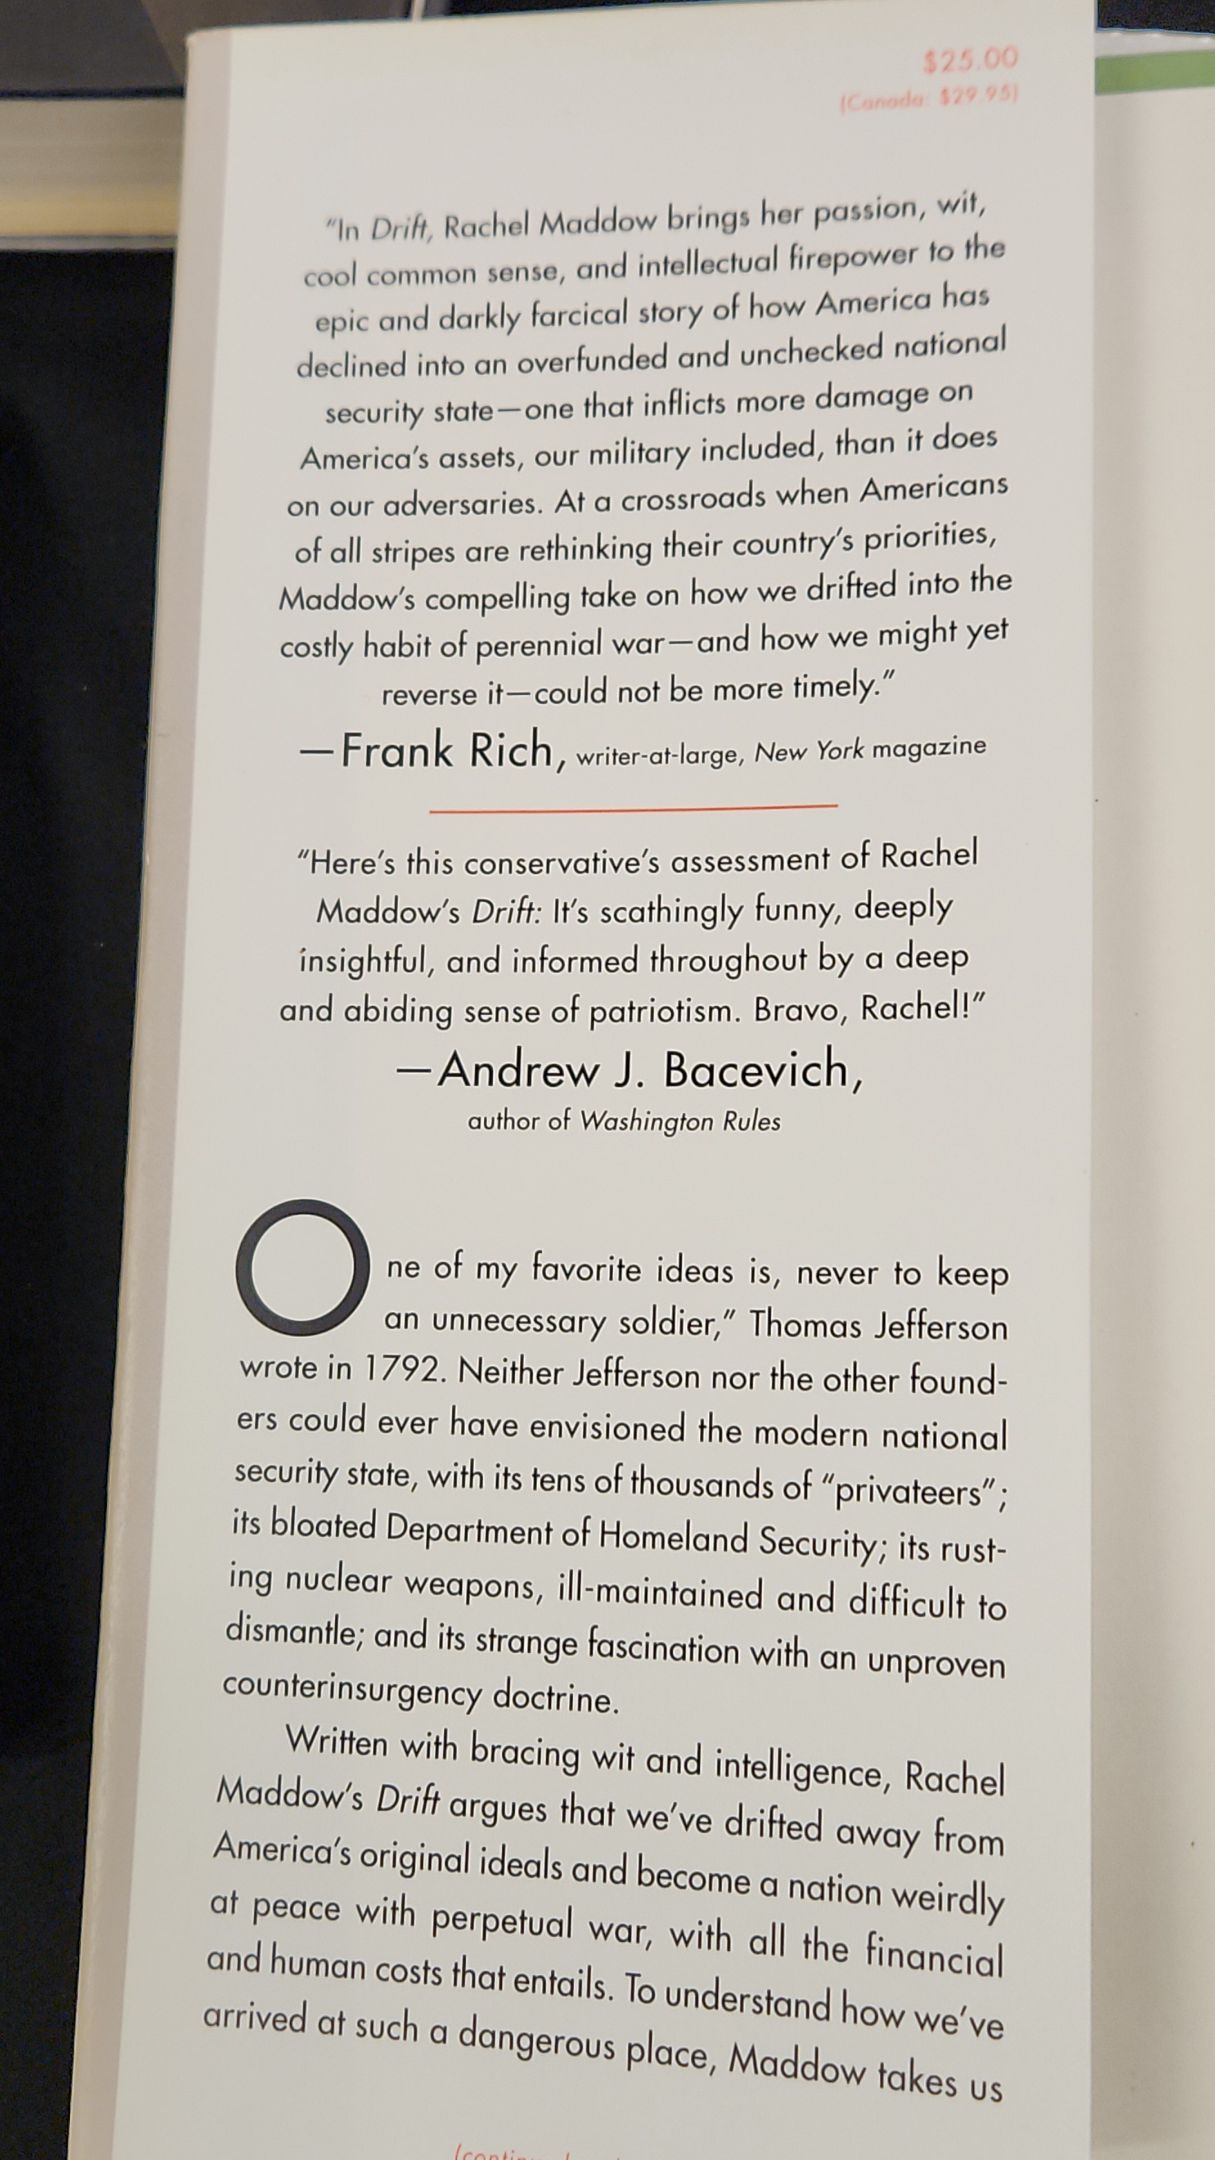 $25.00
(Canada: $29.95)
“In Drift, Rachel Maddow brings her passion, wit,
cool common sense, and intellectual firepower to the
epic and darkly farcical story of how America has
declined into an overfunded and unchecked national
security state—one that inflicts more damage on
America’s assets, our military included, than it does
on our adversaries. At a crossroads when Americans
of all stripes are rethinking their country’s priorities,
Maddow’s compelling take on how we drifted into the
costly habit of perennial war—and how we might yet
reverse it—could not be more timely.”
—Frank Rich, writer-at-large, New York magazine
“Here’s this conservative’s assessment of Rachel
Maddow’s Drift: It’s scathingly funny, deeply
insightful, and informed throughout by a deep
and abiding sense of patriotism. Bravo, Rachel!”
—Andrew J. Bacevich,
author of Washington Rules
One of my favorite ideas is, never to keep
an unnecessary soldier,” Thomas Jefferson
wrote in 1792. Neither Jefferson nor the other found-
ers could ever have envisioned the modern national
security state, with its tens of thousands of “privateers”;
its bloated Department of Homeland Security; its rust-
ing nuclear weapons, ill-maintained and difficult to
dismantle; and its strange fascination with an unproven
counterinsurgency doctrine.
Written with bracing wit and intelligence, Rachel
Maddow’s Drift argues that we’ve drifted away from
America’s original ideals and become a nation weirdly
at peace with perpetual war, with all the financial
and human costs that entails. To understand how we’ve
arrived at such a dangerous place, Maddow takes us